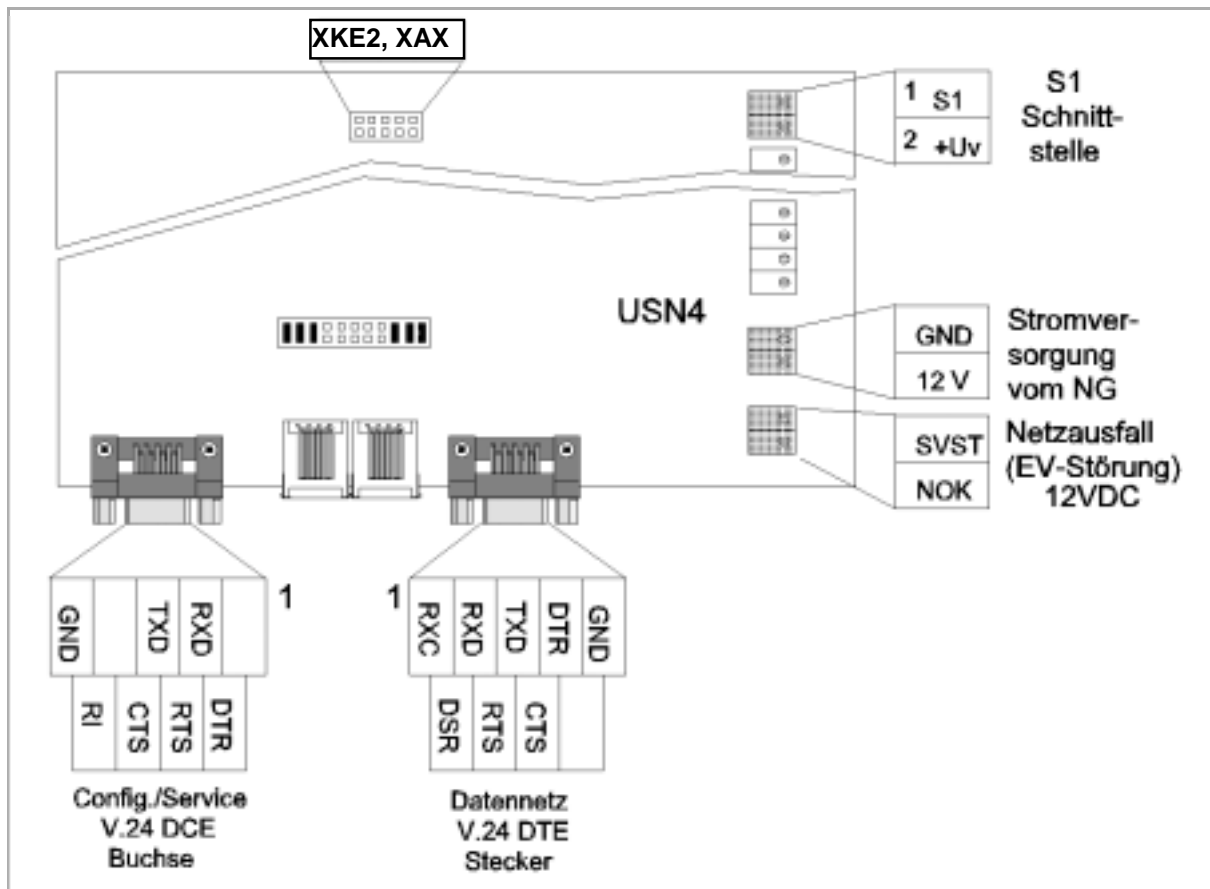 XKE2, XAX
1 S1
2 +Uv
S1
Schnitt-
stelle
USN4
GND
12 V
Stromver-
sorgung
vom NG
SVST
NOK
Netzausfall
(EV-Störung)
12VDC
GND TXD RXD
1
RI CTS RTS DTR
Config./Service
V.24 DCE
Buchse
1
RXC RXD TXD DTR GND
DSR RTS CTS
Datennetz
V.24 DTE
Stecker